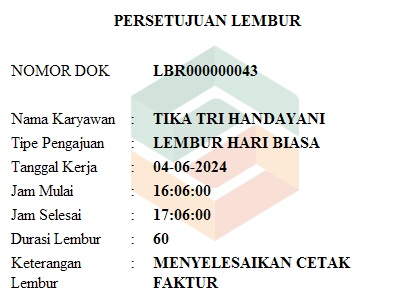 PERSETUJUAN LEMBUR
NOMOR DOK LBR000000043
Nama Karyawan : TIKA TRI HANDAYANI
Tipe Pengajuan : LEMBUR HARI BIASA
Tanggal Kerja : 04-06-2024
Jam Mulai : 16:06:00
Jam Selesai : 17:06:00
Durasi Lembur : 60
Keterangan : MENYELESAIKAN CETAK
Lembur FAKTUR